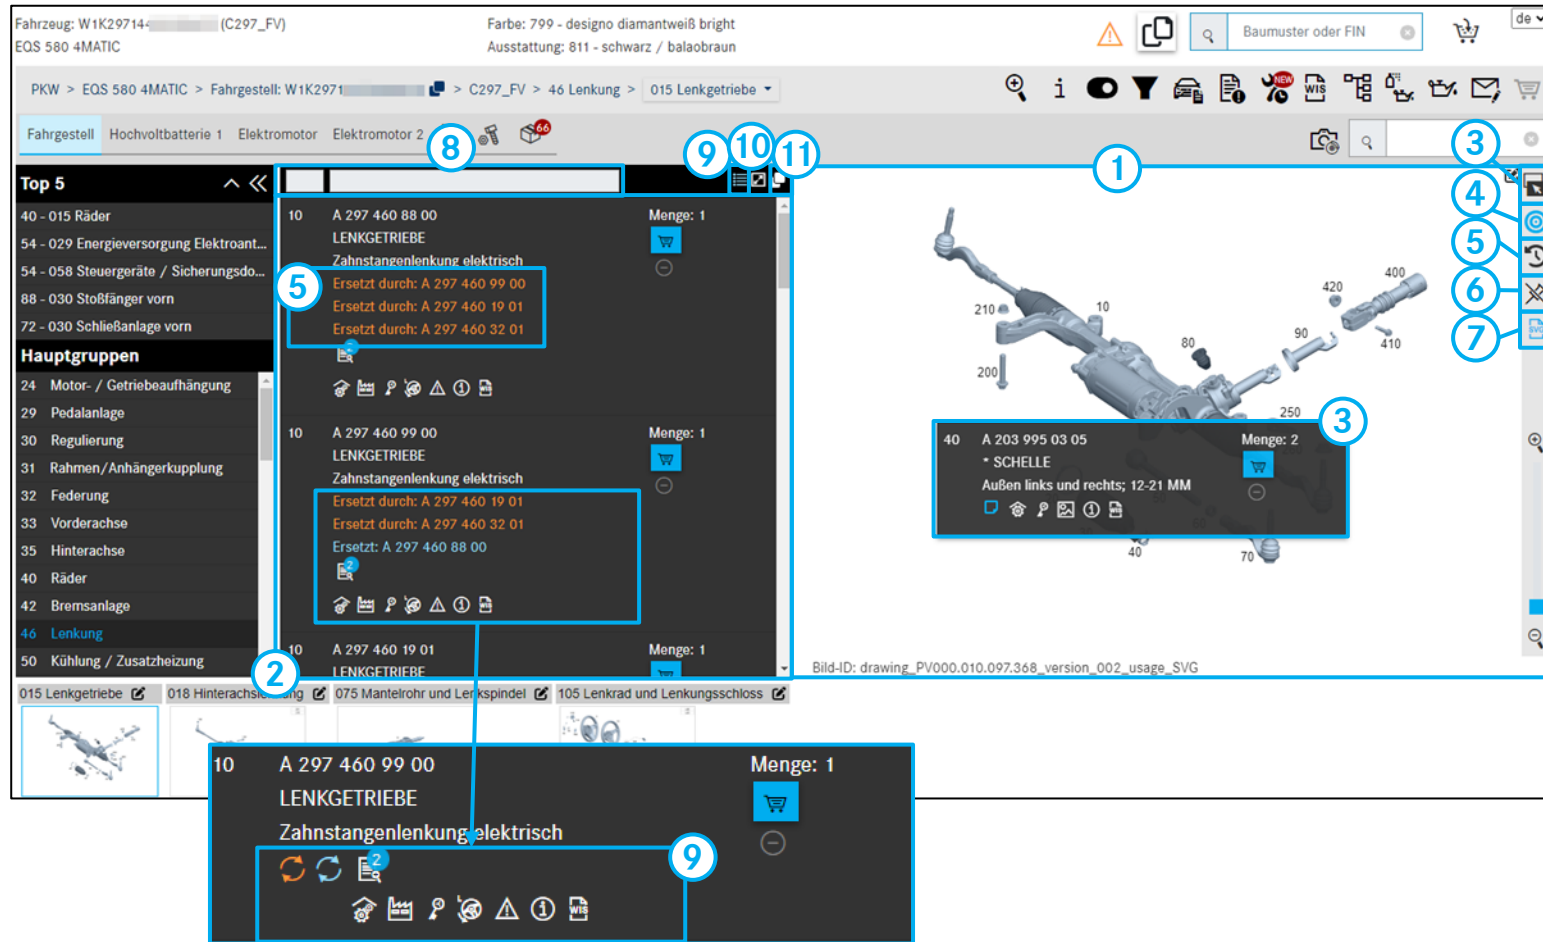 Fahrzeug: W1K29714 (C297_FV)
EQS 580 4MATIC
Farbe: 799 - designo diamantweiß bright
Ausstattung: 811 - schwarz / balaobraun
Baumuster oder FIN
de
PKW > EQS 580 4MATIC > Fahrgestell: W1K2971 > C297_FV > 46 Lenkung > 015 Lenkgetriebe
i
NEW
WIS
Fahrgestell Hochvoltbatterie 1 Elektromotor Elektromotor 2
66
8
9 10 11
1
3
4
5
6
7
SVG
Top 5
40 - 015 Räder
54 - 029 Energieversorgung Elektroant...
54 - 058 Steuergeräte / Sicherungsdo...
88 - 030 Stoßfänger vorn
72 - 030 Schließanlage vorn
Hauptgruppen
24 Motor- / Getriebeaufhängung
29 Pedalanlage
30 Regulierung
31 Rahmen/Anhängerkupplung
32 Federung
33 Vorderachse
35 Hinterachse
40 Räder
42 Bremsanlage
46 Lenkung
50 Kühlung / Zusatzheizung
10 A 297 460 88 00 Menge: 1
LENKGETRIEBE
Zahnstangenlenkung elektrisch
5
Ersetzt durch: A 297 460 99 00
Ersetzt durch: A 297 460 19 01
Ersetzt durch: A 297 460 32 01
2
10 A 297 460 99 00 Menge: 1
LENKGETRIEBE
Zahnstangenlenkung elektrisch
Ersetzt durch: A 297 460 19 01
Ersetzt durch: A 297 460 32 01
Ersetzt: A 297 460 88 00
2
10 A 297 460 19 01 Menge: 1
LENKGETRIEBE
2
400
420
210
10
90
410
80
200
250
3
40 A 203 995 03 05 Menge: 2
* SCHELLE
Außen links und rechts; 12-21 MM
40
70
Bild-ID: drawing_PV000.010.097.368_version_002_usage_SVG
015 Lenkgetriebe 018 Hinterachslenkung 075 Mantelrohr und Lenkspindel 105 Lenkrad und Lenkungsschloss
10 A 297 460 99 00 Menge: 1
LENKGETRIEBE
Zahnstangenlenkung elektrisch
2
9
WIS